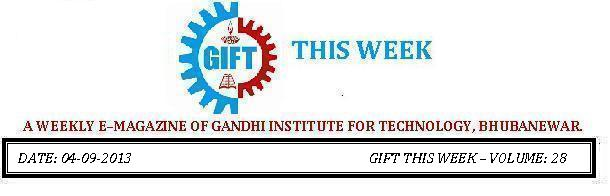 GIFT THIS WEEK
A WEEKLY E-MAGAZINE OF GANDHI INSTITUTE FOR TECHNOLOGY, BHUBANEWAR.
DATE: 04-09-2013 GIFT THIS WEEK – VOLUME: 28